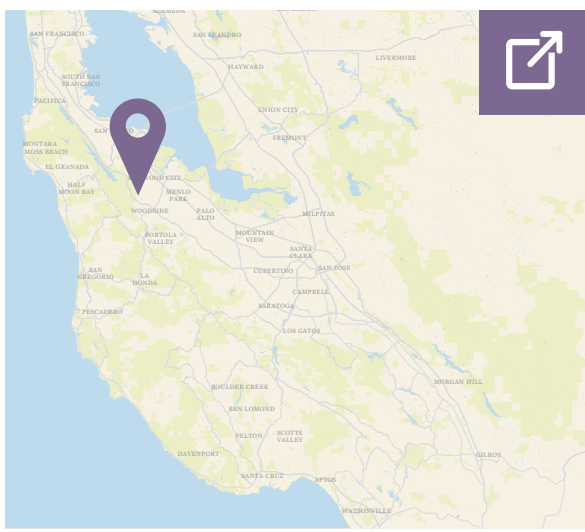 ALAMEDA
SAN FRANCISCO
SAN LEANDRO
LIVERMORE
HAYWARD
SOUTH SAN
FRANCISCO
PACIFICA
UNION CITY
SAN
FREMONT
MONTARA
MOSS BEACH
EL GRANADA
CITY
HALF
MOON BAY
MENLO
PARK
WOODSIDE
PALO
ALTO
MILPITAS
PORTOLA
VALLEY
MOUNTAIN
VIEW
SANTA
CLARA
SAN
GREGORIO
LA
HONDA
CUPERTINO
SAN JOSE
CAMPBELL
SARATOGA
PESCADERO
LOS GATOS
MORGAN HILL
BOULDER CREEK
BEN LOMOND
FELTON
SCOTTS
VALLEY
DAVENPORT
GILROY
SANTA CRUZ
APTOS
WATSONVILLE